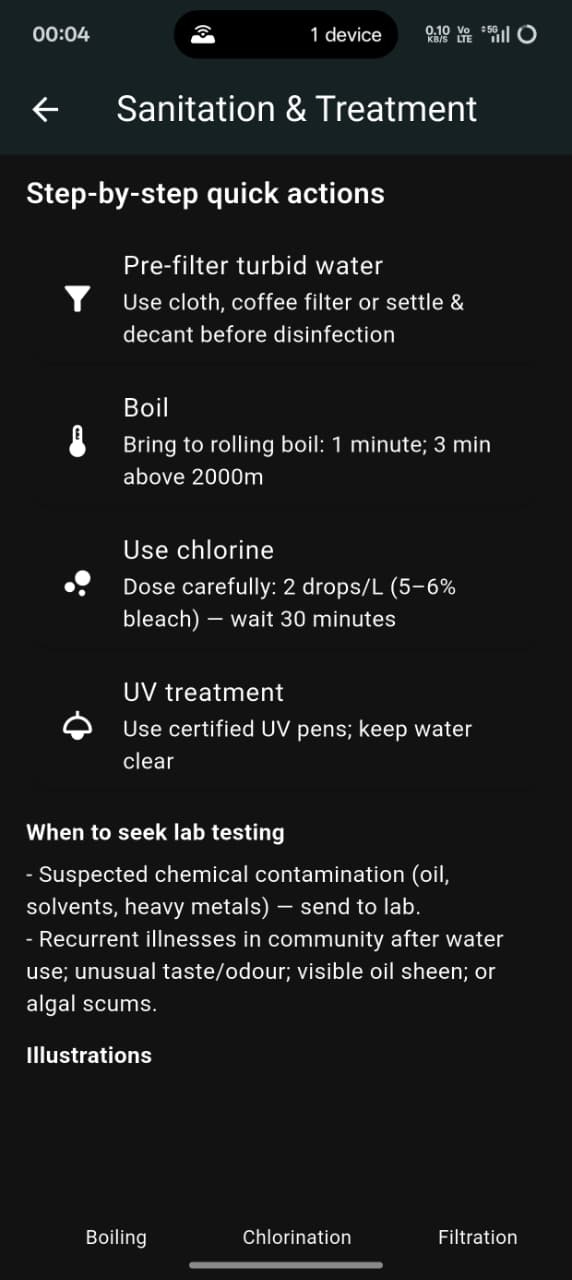 00:04
1 device
0.10 KB/S
Vo LTE
5G
Sanitation & Treatment
Step-by-step quick actions
Pre-filter turbid water
Use cloth, coffee filter or settle &
decant before disinfection
Boil
Bring to rolling boil: 1 minute; 3 min
above 2000m
Use chlorine
Dose carefully: 2 drops/L (5–6%
bleach) — wait 30 minutes
UV treatment
Use certified UV pens; keep water
clear
When to seek lab testing
- Suspected chemical contamination (oil,
solvents, heavy metals) — send to lab.
- Recurrent illnesses in community after water
use; unusual taste/odour; visible oil sheen; or
algal scums.
Illustrations
Boiling
Chlorination
Filtration